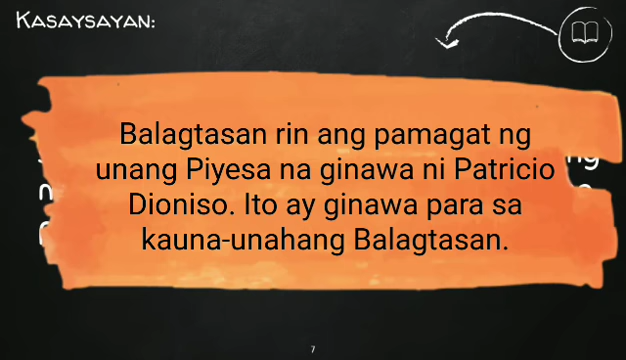 KASAYSAYAN:
Balagtasan rin ang pamagat ng
unang Piyesa na ginawa ni Patricio
Dioniso. Ito ay ginawa para sa
kauna-unahang Balagtasan.
7